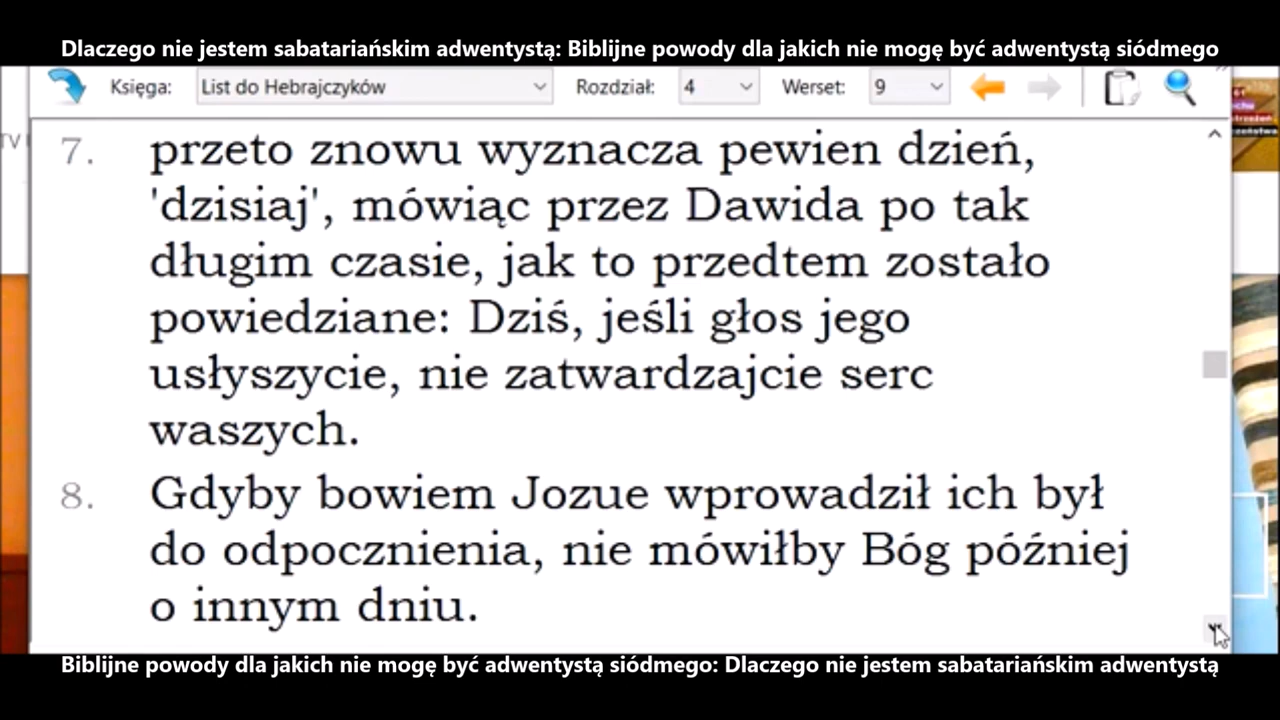 Dlaczego nie jestem sabatariańskim adwentystą: Biblijne powody dla jakich nie mogę być adwentystą siódmego
Księga: List do Hebrajczyków Rozdział: 4 Werset: 9
7. przeto znowu wyznacza pewien dzień,
'dzisiaj', mówiąc przez Dawida po tak
długim czasie, jak to przedtem zostało
powiedziane: Dziś, jeśli głos jego
usłyszycie, nie zatwardzajcie serc
waszych.
8. Gdyby bowiem Jozue wprowadził ich był
do odpocznienia, nie mówiłby Bóg później
o innym dniu.
Biblijne powody dla jakich nie mogę być adwentystą siódmego: Dlaczego nie jestem sabatariańskim adwentystą